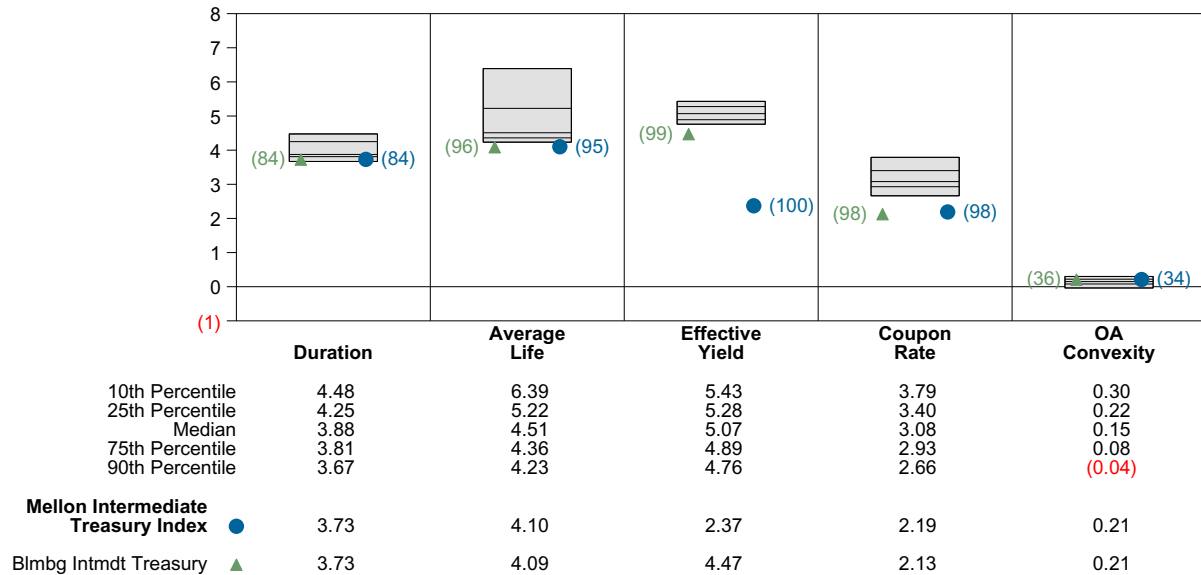 8
7
6
5
4
3
2
1
0
(1)
(84) (84)
(96) (95)
(99)
(100)
(98) (98)
(36) (34)
Duration Average Life Effective Yield Coupon Rate OA Convexity
10th Percentile 4.48 6.39 5.43 3.79 0.30
25th Percentile 4.25 5.22 5.28 3.40 0.22
Median 3.88 4.51 5.07 3.08 0.15
75th Percentile 3.81 4.36 4.89 2.93 0.08
90th Percentile 3.67 4.23 4.76 2.66 (0.04)
Mellon Intermediate
Treasury Index 3.73 4.10 2.37 2.19 0.21
Blmbg Intmdt Treasury 3.73 4.09 4.47 2.13 0.21